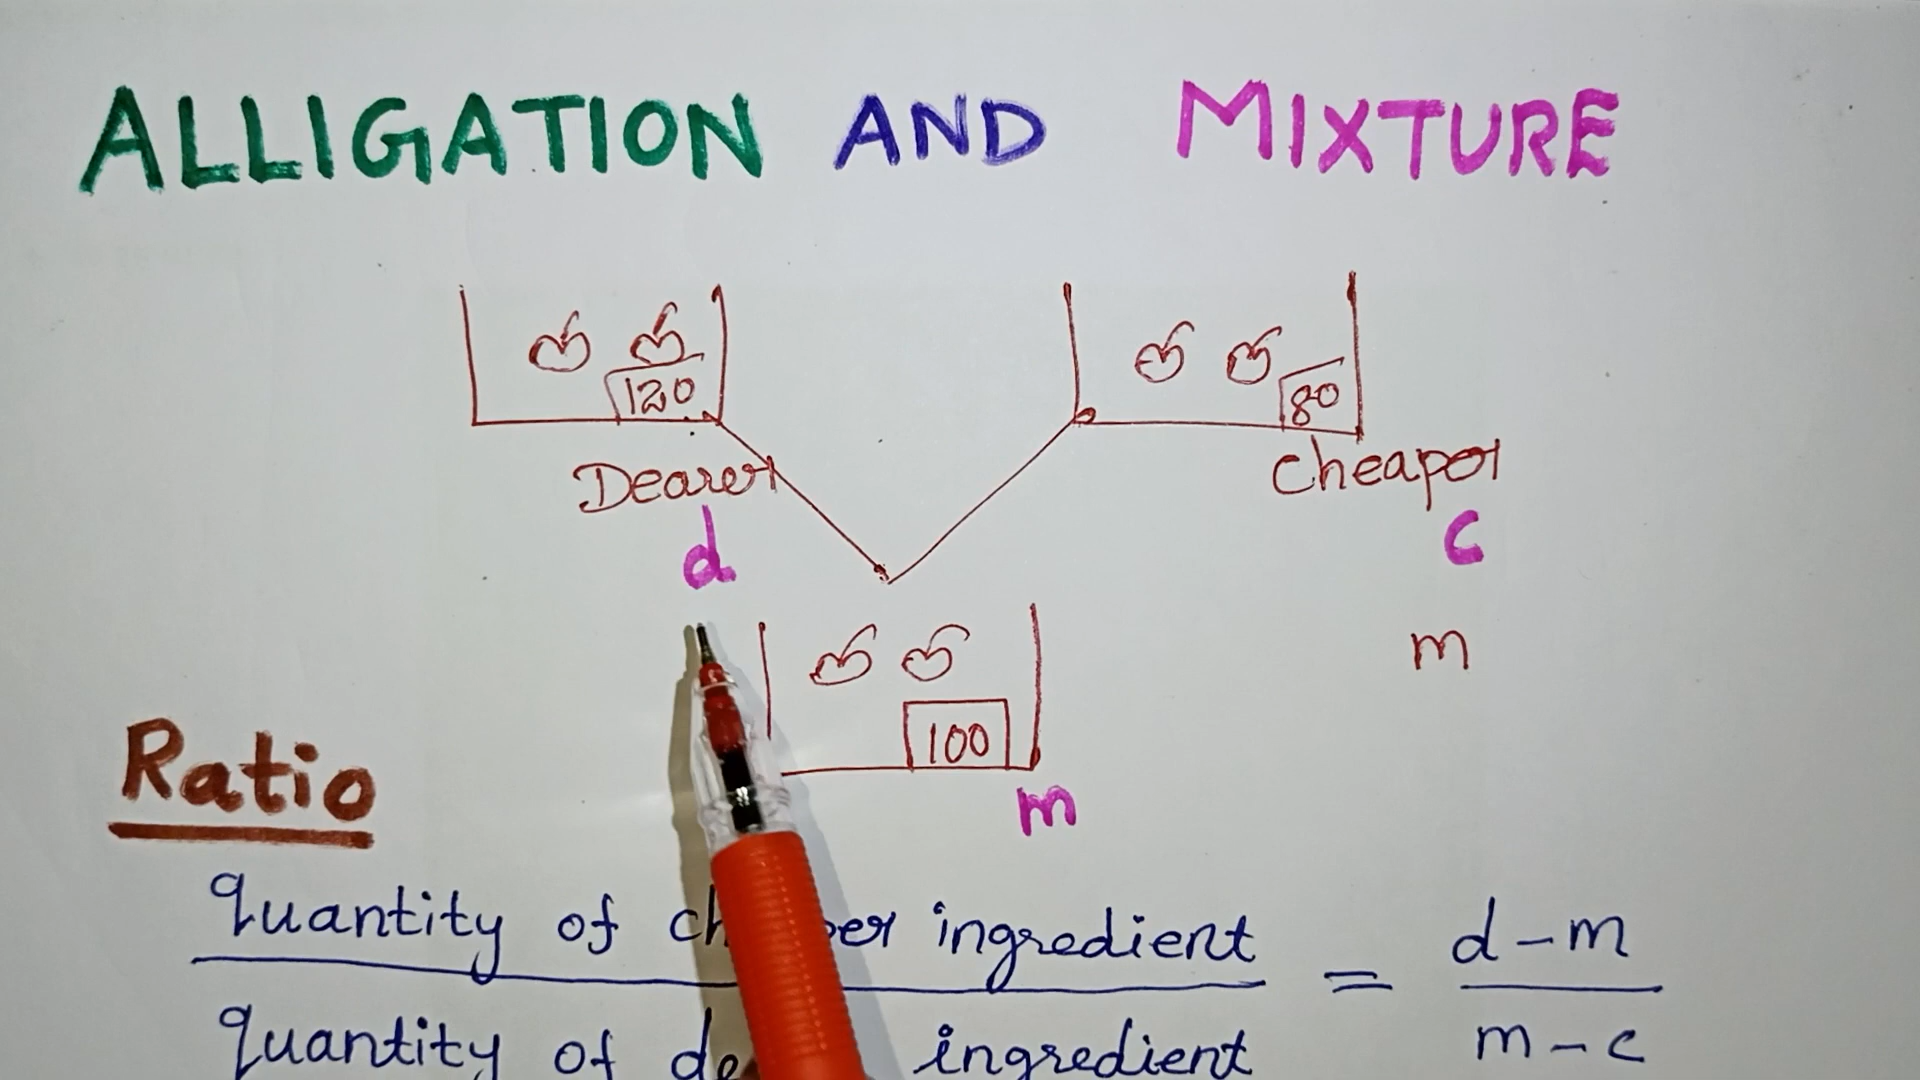 ALLIGATION AND MIXTURE
120
80
Dearer
Cheaper
d
c
m
100
m
Ratio
quantity of ingredient = d - m
quantity of ingredient m - c